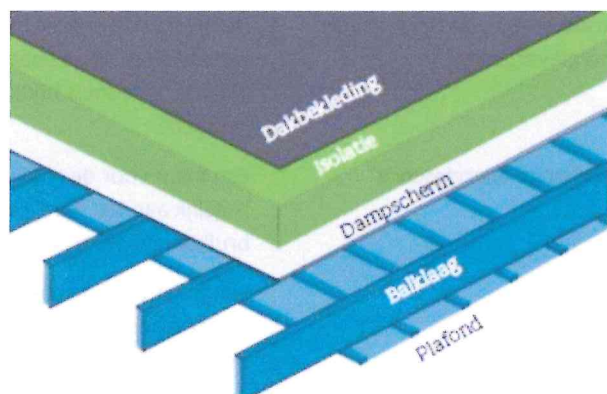 Dakbekleding
Isolatie
Dampscherm
Balklaag
Plafond